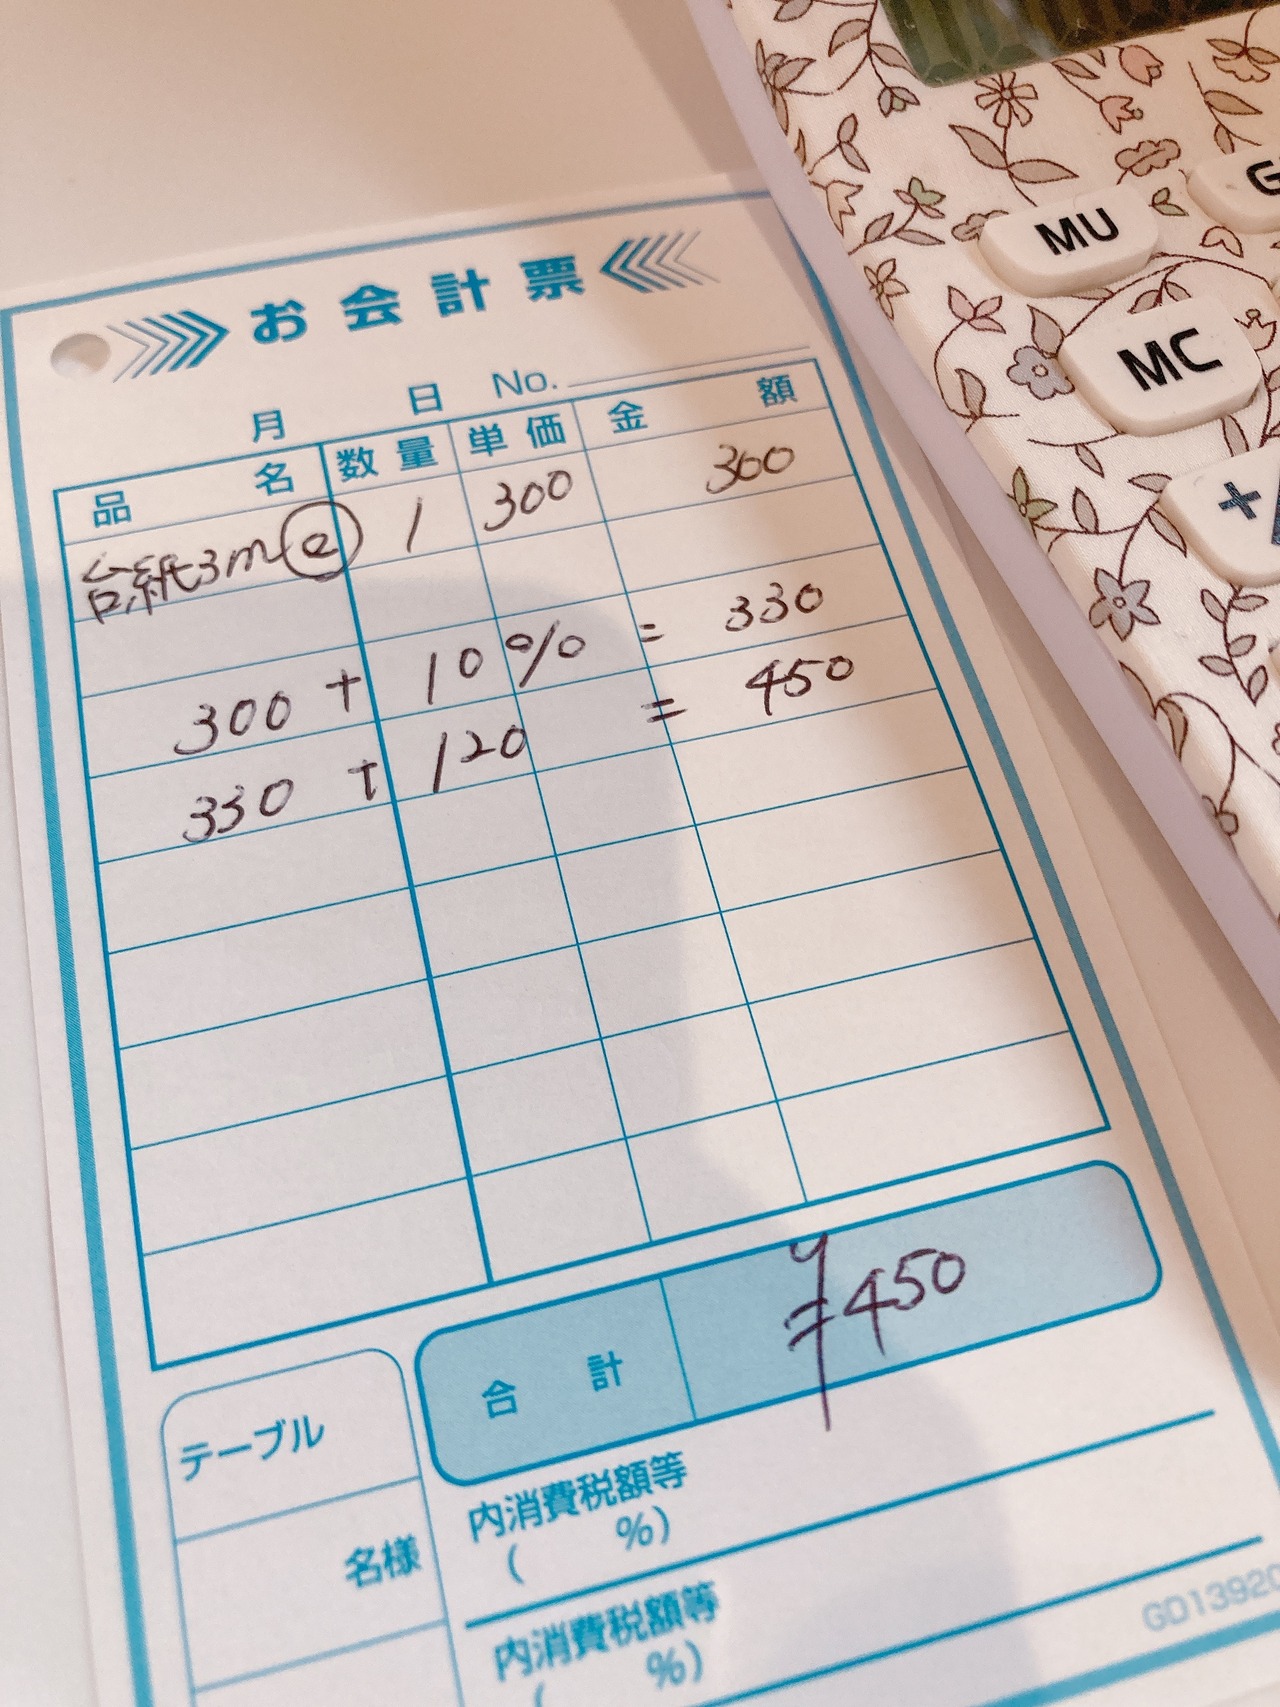 お会計票
月 日 No.
品名 数量 単価 金額
台紙3m@ 1 300 300
300 + 10% = 330
330 + 120 = 450
合計 ¥450
テーブル
名様
内消費税額等
( %)
内消費税額等
( %)
GD13920
MU
G
MC
+